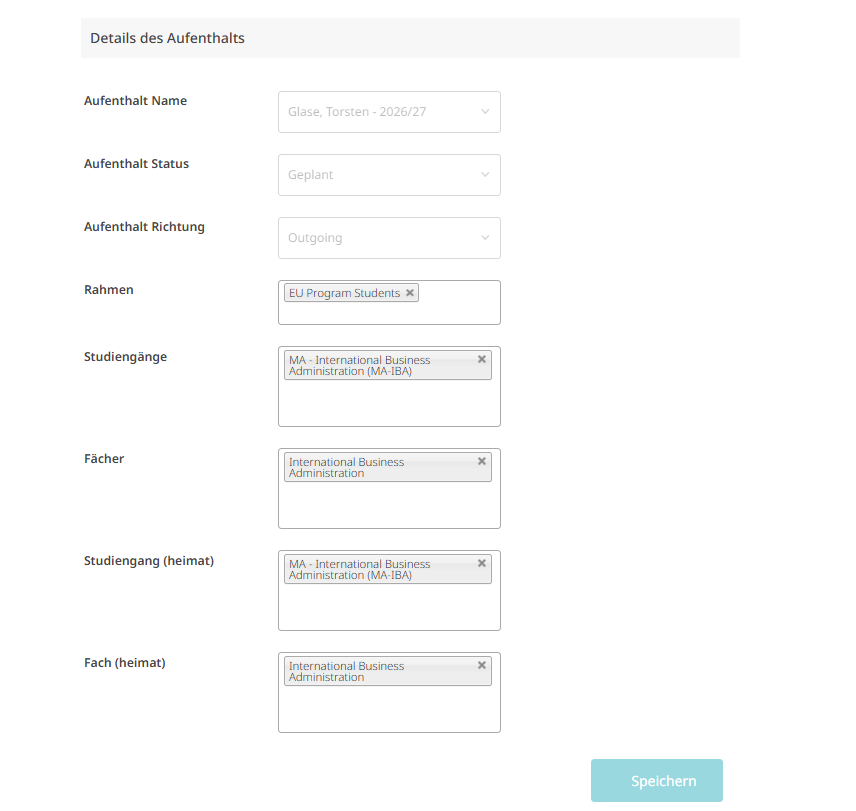 Details des Aufenthalts
Aufenthalt Name
Glase, Torsten - 2026/27
Aufenthalt Status
Geplant
Aufenthalt Richtung
Outgoing
Rahmen
EU Program Students
Studiengänge
MA - International Business
Administration (MA-IBA)
Fächer
International Business
Administration
Studiengang (heimat)
MA - International Business
Administration (MA-IBA)
Fach (heimat)
International Business
Administration
Speichern